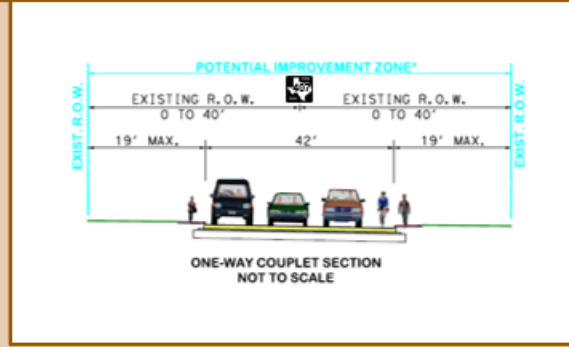 POTENTIAL IMPROVEMENT ZONE*
EXISTING R.O.W. 407 EXISTING R.O.W.
0 TO 40' 0 TO 40'
EXIST. R.O.W.
19' MAX. 42' 19' MAX.
EXIST. R.O.W.
ONE-WAY COUPLET SECTION
NOT TO SCALE